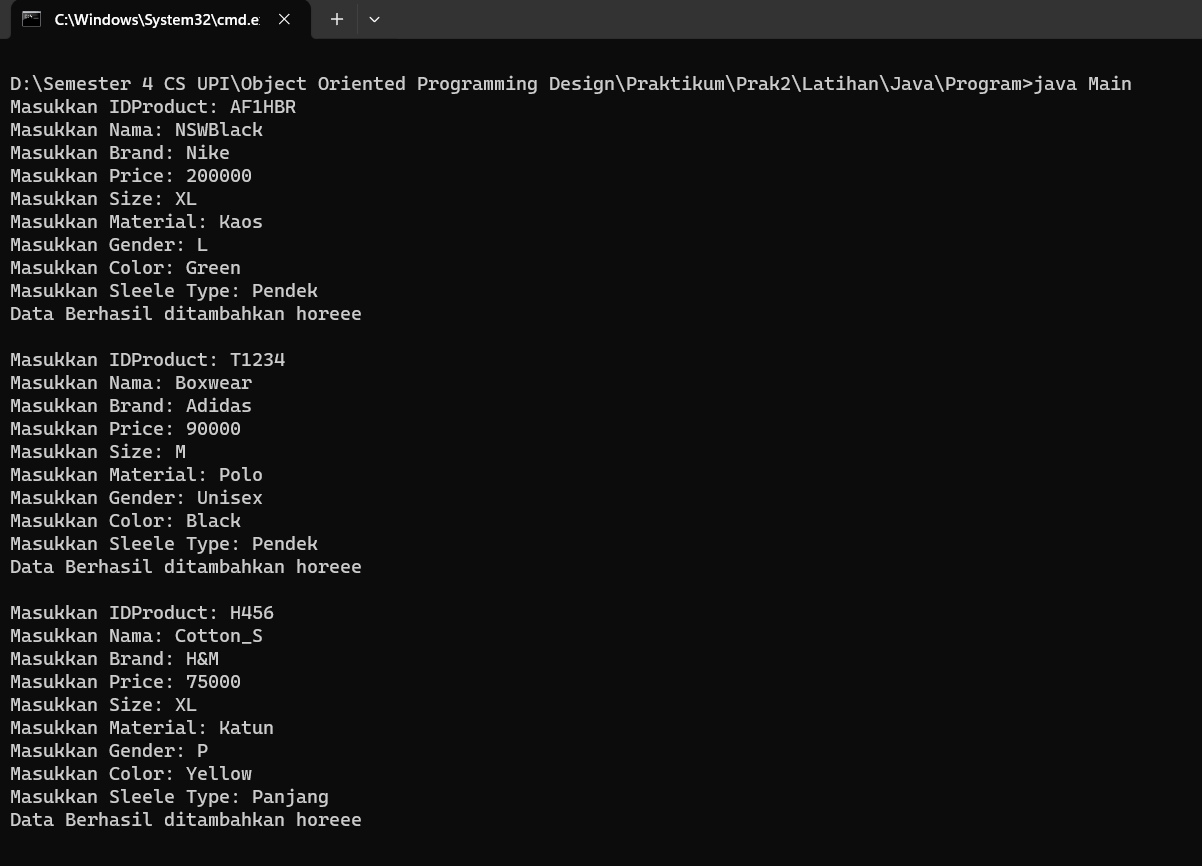 C:\Windows\System32\cmd.e
D:\Semester 4 CS UPI\Object Oriented Programming Design\Praktikum\Prak2\Latihan\Java\Program>java Main
Masukkan IDProduct: AF1HBR
Masukkan Nama: NSWBlack
Masukkan Brand: Nike
Masukkan Price: 200000
Masukkan Size: XL
Masukkan Material: Kaos
Masukkan Gender: L
Masukkan Color: Green
Masukkan Sleele Type: Pendek
Data Berhasil ditambahkan horeee
Masukkan IDProduct: T1234
Masukkan Nama: Boxwear
Masukkan Brand: Adidas
Masukkan Price: 90000
Masukkan Size: M
Masukkan Material: Polo
Masukkan Gender: Unisex
Masukkan Color: Black
Masukkan Sleele Type: Pendek
Data Berhasil ditambahkan horeee
Masukkan IDProduct: H456
Masukkan Nama: Cotton_S
Masukkan Brand: H&M
Masukkan Price: 75000
Masukkan Size: XL
Masukkan Material: Katun
Masukkan Gender: P
Masukkan Color: Yellow
Masukkan Sleele Type: Panjang
Data Berhasil ditambahkan horeee